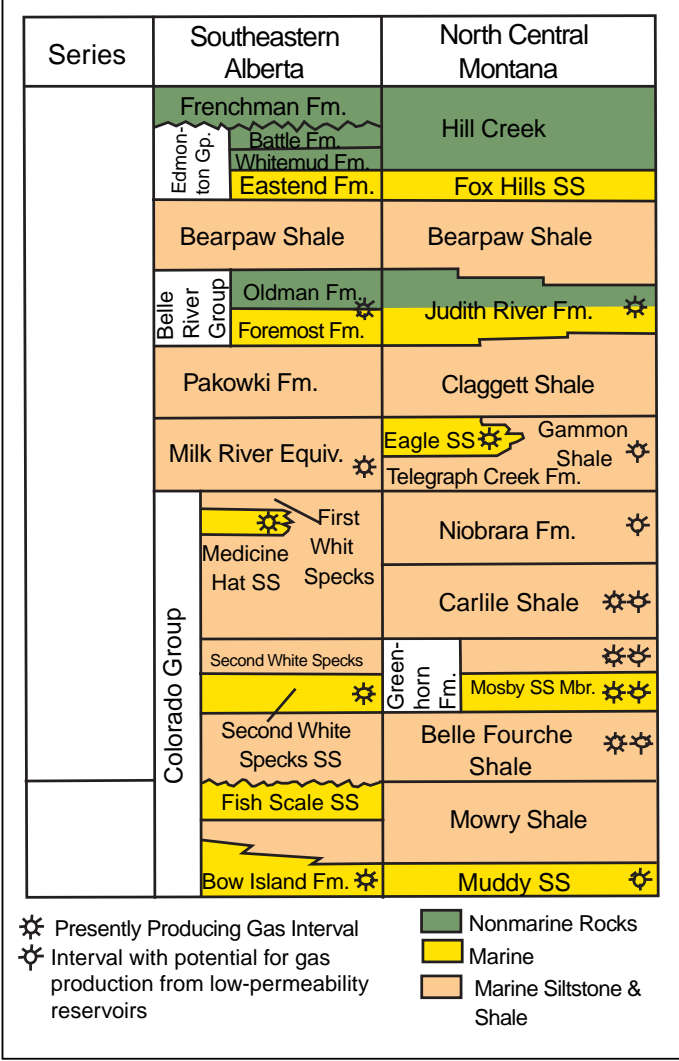 Series
Southeastern
Alberta
North Central
Montana
Frenchman Fm.
Edmon-
ton Gp.
Battle Fm.
Whitemud Fm.
Eastend Fm.
Hill Creek
Fox Hills SS
Bearpaw Shale
Bearpaw Shale
Belle
River
Group
Oldman Fm.
Foremost Fm.
Judith River Fm.
Pakowki Fm.
Claggett Shale
Milk River Equiv.
Eagle SS
Gammon
Shale
Telegraph Creek Fm.
Colorado Group
First
Whit
Specks
Medicine
Hat SS
Niobrara Fm.
Carlile Shale
Second White Specks
Green-
horn
Fm.
Mosby SS Mbr.
Second White
Specks SS
Belle Fourche
Shale
Fish Scale SS
Mowry Shale
Bow Island Fm.
Muddy SS
Presently Producing Gas Interval
Interval with potential for gas
production from low-permeability
reservoirs
Nonmarine Rocks
Marine
Marine Siltstone &
Shale